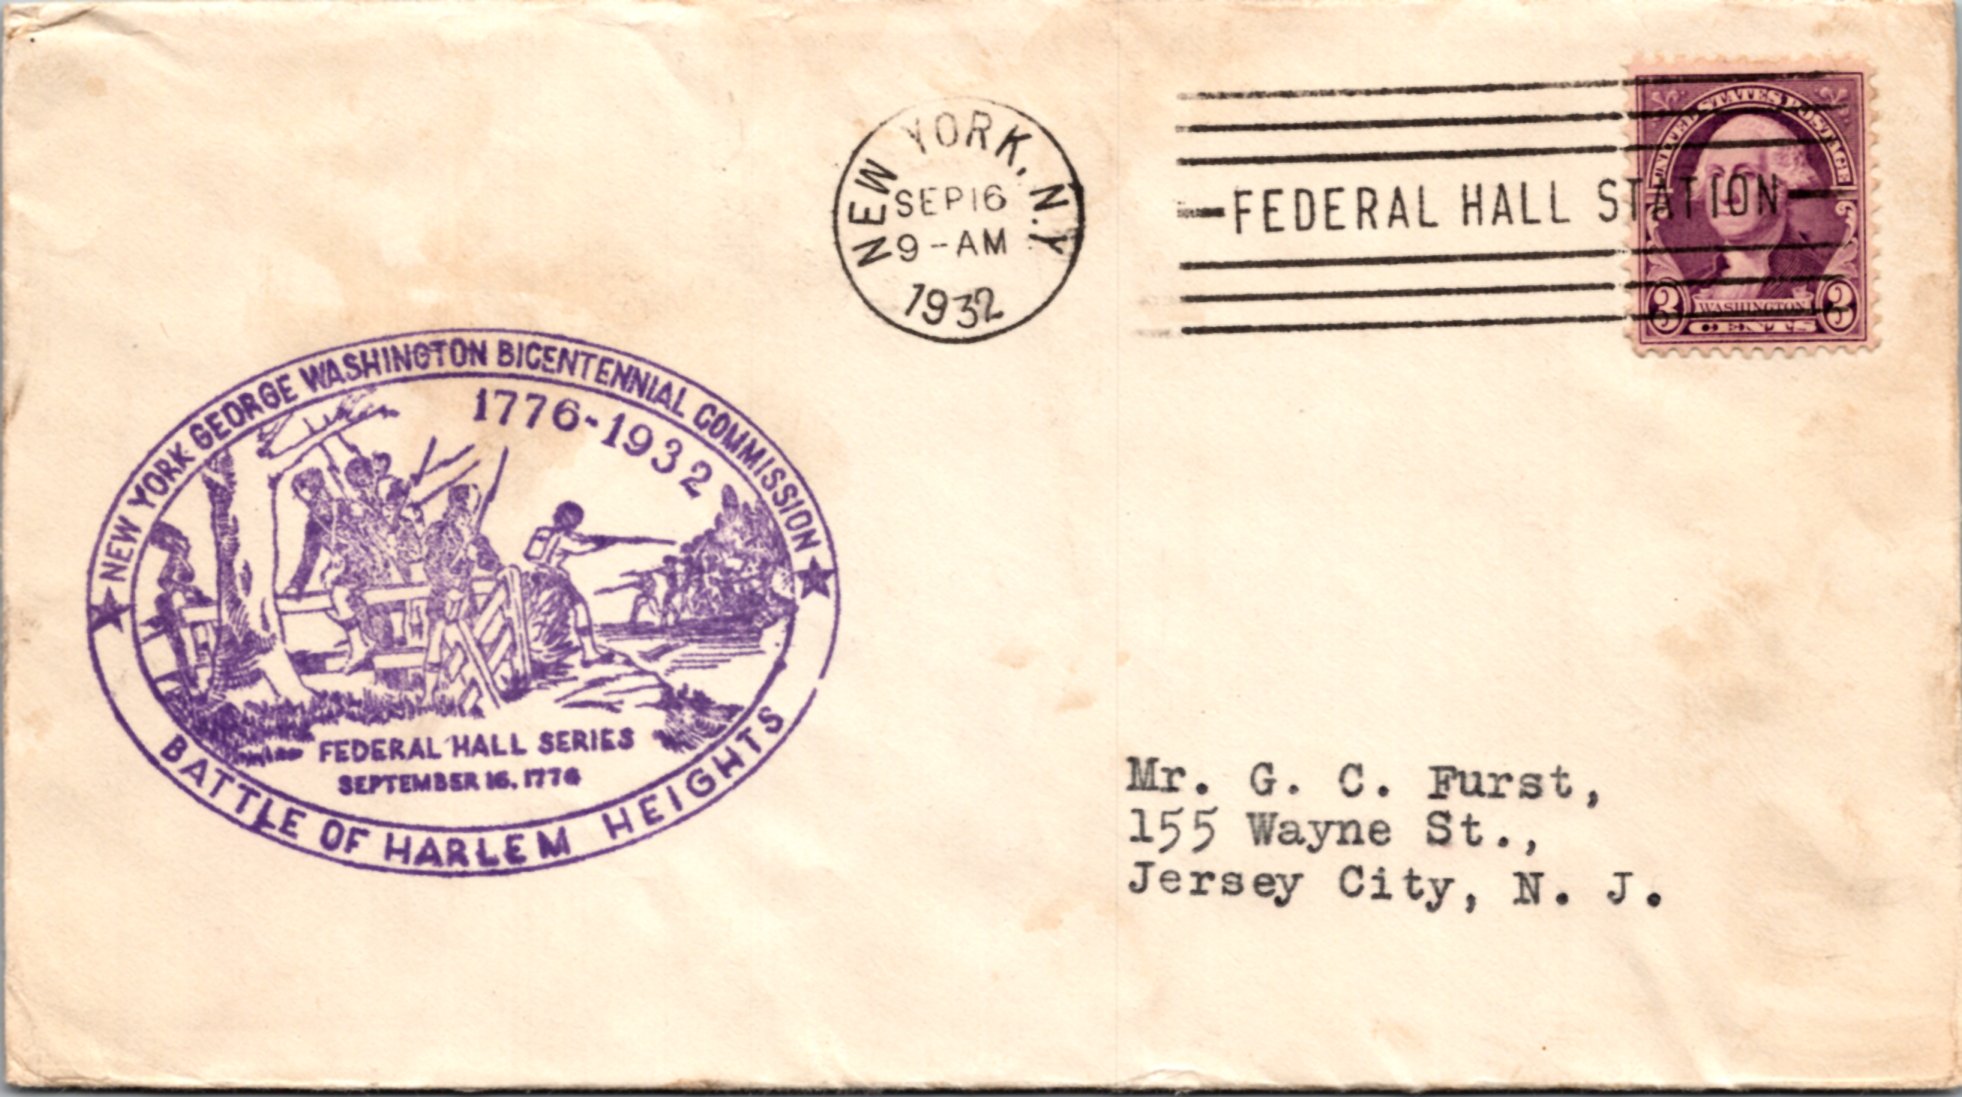 NEW YORK, N.Y.
SEP 16
9-AM
1932
FEDERAL HALL STATION
UNITED STATES POSTAGE
3 WASHINGTON 3
CENTS
NEW YORK GEORGE WASHINGTON BICENTENNIAL COMMISSION
1776-1932
FEDERAL HALL SERIES
SEPTEMBER 16, 1776
BATTLE OF HARLEM HEIGHTS
Mr. G. C. Furst,
155 Wayne St.,
Jersey City, N. J.